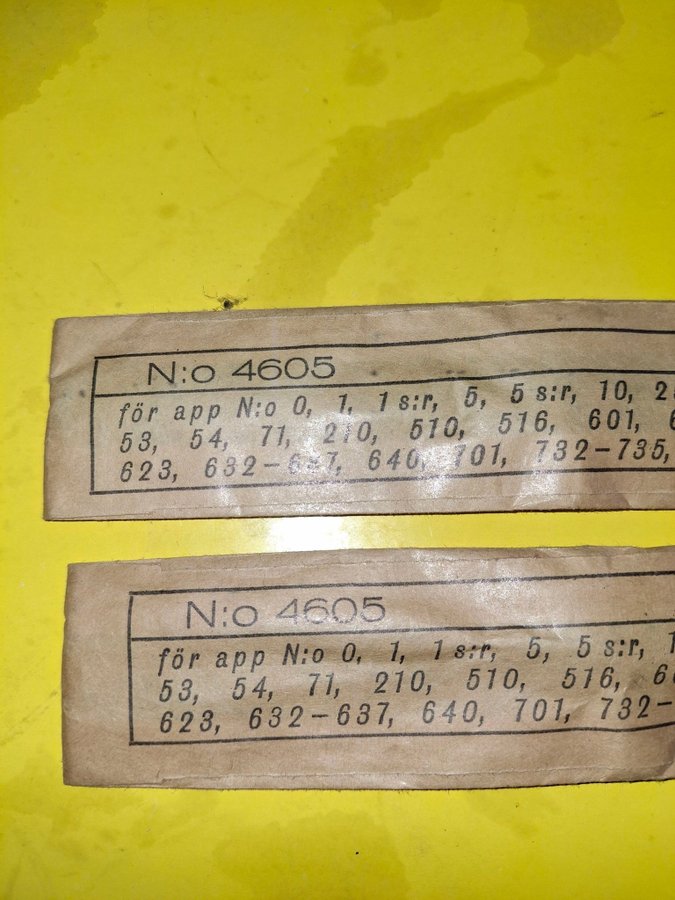 N:o 4605
för app N:o 0, 1, 1 s:r, 5, 5 s:r, 10,
53, 54, 71, 210, 510, 516, 601,
623, 632-637, 640, 701, 732-735,
N:o 4605
för app N:o 0, 1, 1 s:r, 5, 5 s:r,
53, 54, 71, 210, 510, 516,
623, 632-637, 640, 701, 732-